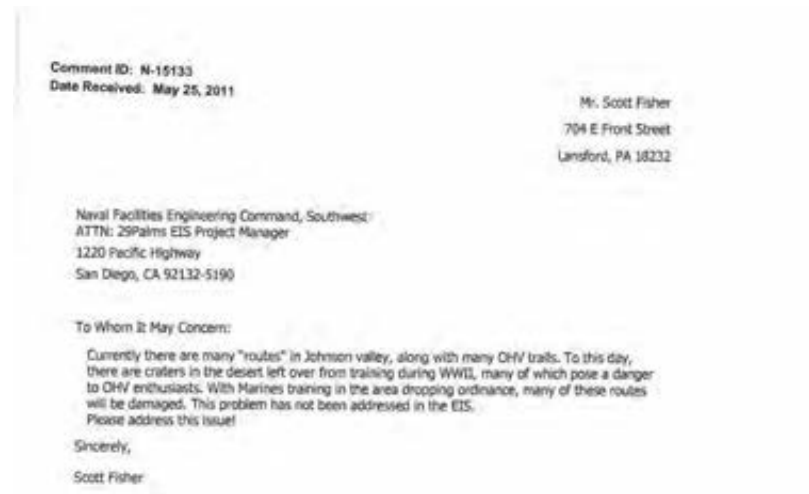 Comment ID: N-15133
Date Received: May 25, 2011
Mr. Scott Fisher
704 E Front Street
Lansford, PA 18232
Naval Facilities Engineering Command, Southwest
ATTN: 29Palms EIS Project Manager
1220 Pacific Highway
San Diego, CA 92132-5190
To Whom It May Concern:
Currently there are many "routes" in Johnson valley, along with many OHV trails. To this day,
there are craters in the desert left over from training during WWII, many of which pose a danger
to OHV enthusiasts. With Marines training in the area dropping ordinance, many of these routes
will be damaged. This problem has not been addressed in the EIS.
Please address this issue!
Sincerely,
Scott Fisher